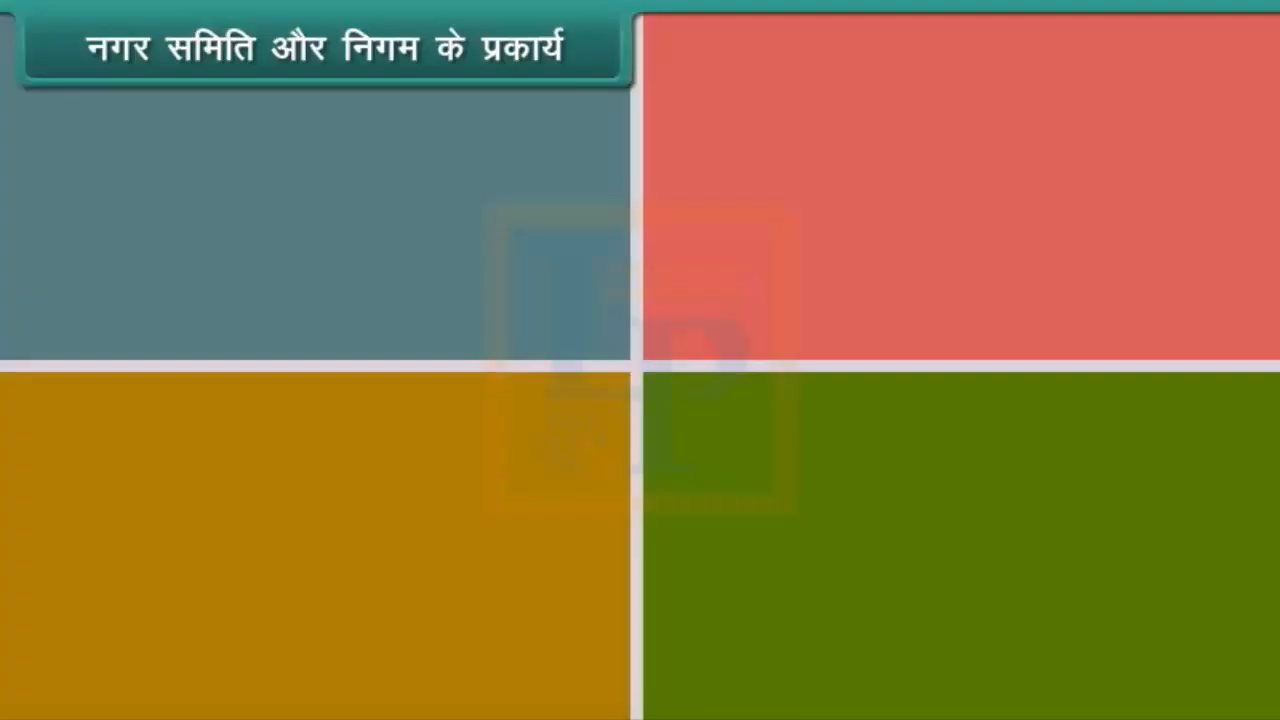 नगर समिति और निगम के प्रकार्य